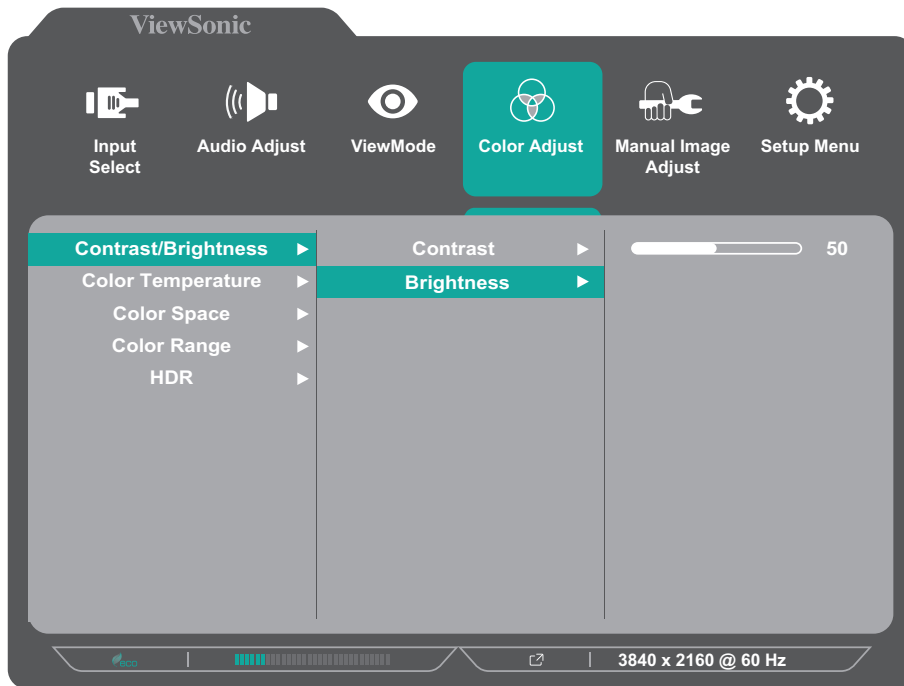 ViewSonic
Input
Select
Audio Adjust
ViewMode
Color Adjust
Manual Image
Adjust
Setup Menu
Contrast/Brightness
Color Temperature
Color Space
Color Range
HDR
Contrast
Brightness
50
eco
3840 x 2160 @ 60 Hz